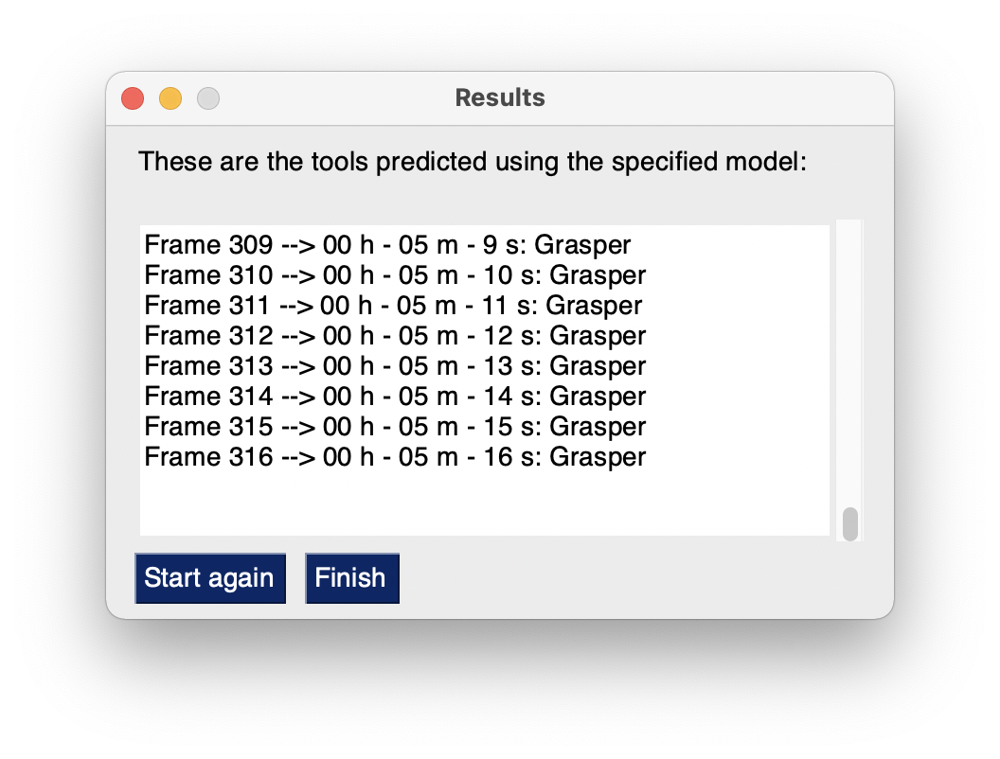 Results
These are the tools predicted using the specified model:
Frame 309 --> 00 h - 05 m - 9 s: Grasper
Frame 310 --> 00 h - 05 m - 10 s: Grasper
Frame 311 --> 00 h - 05 m - 11 s: Grasper
Frame 312 --> 00 h - 05 m - 12 s: Grasper
Frame 313 --> 00 h - 05 m - 13 s: Grasper
Frame 314 --> 00 h - 05 m - 14 s: Grasper
Frame 315 --> 00 h - 05 m - 15 s: Grasper
Frame 316 --> 00 h - 05 m - 16 s: Grasper
Start again Finish